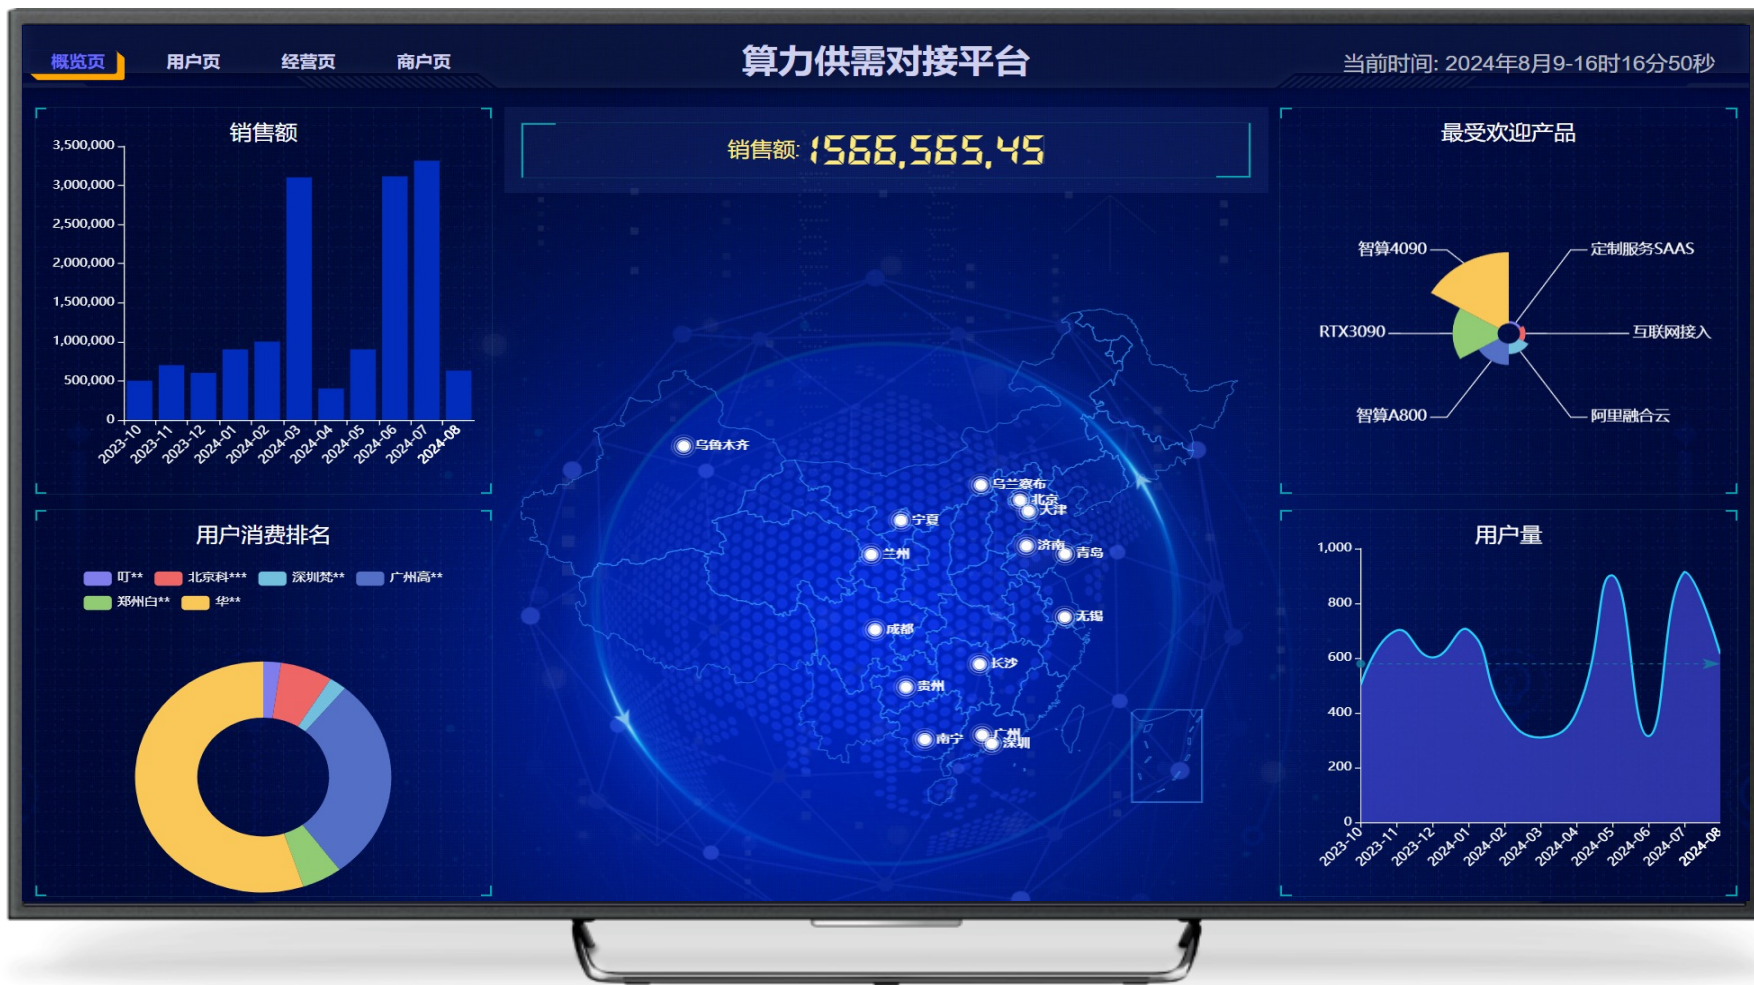 概览页 用户页 经营页 商户页
算力供需对接平台
当前时间: 2024年8月9-16时16分50秒
销售额
3,500,000
3,000,000
2,500,000
2,000,000
1,500,000
1,000,000
500,000
0
2023-10 2023-11 2023-12 2024-01 2024-02 2024-03 2024-04 2024-05 2024-06 2024-07 2024-08
用户消费排名
叮** 北京科*** 深圳梵** 广州高**
郑州白** 华**
销售额: 1566,565,45
乌鲁木齐
乌兰察布
北京
天津
宁夏
济南
青岛
兰州
无锡
成都
长沙
贵州
南宁
广州
深圳
最受欢迎产品
智算4090
定制服务SAAS
RTX3090
互联网接入
智算A800
阿里融合云
用户量
1,000
800
600
400
200
0
2023-10 2023-11 2023-12 2024-01 2024-02 2024-03 2024-04 2024-05 2024-06 2024-07 2024-08